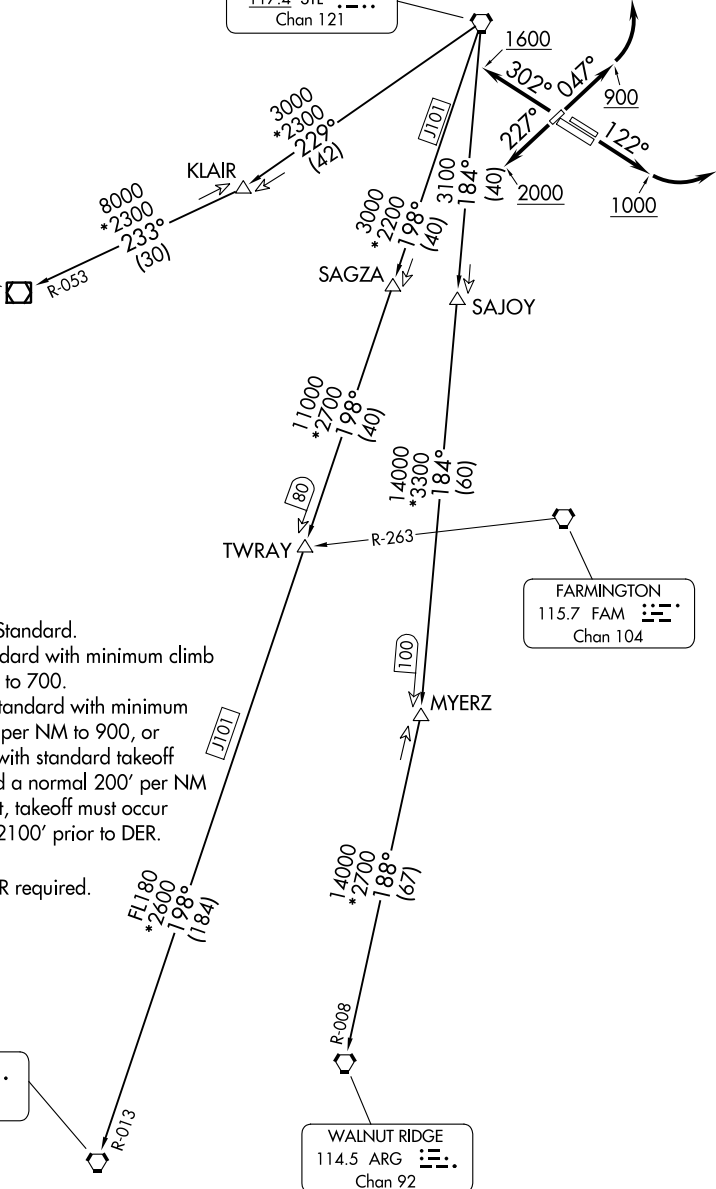 117.4 STL
Chan 121
1600
302°
047°
900
227°
122°
2000
1000
3000
*2300
229°
(42)
J101
3100
184°
(40)
KLAIR
8000
*2300
233°
(30)
R-053
3000
*2200
198°
(40)
SAGZA
SAJOY
11000
*2700
198°
(40)
14000
*3300
184°
(60)
80
TWRAY
R-263
FARMINGTON
115.7 FAM
Chan 104
Standard.
dard with minimum climb
to 700.
tandard with minimum
per NM to 900, or
with standard takeoff
d a normal 200' per NM
t, takeoff must occur
2100' prior to DER.
R required.
100
MYERZ
J101
14000
*2700
188°
(67)
FL180
*2600
198°
(184)
R-008
R-013
WALNUT RIDGE
114.5 ARG
Chan 92